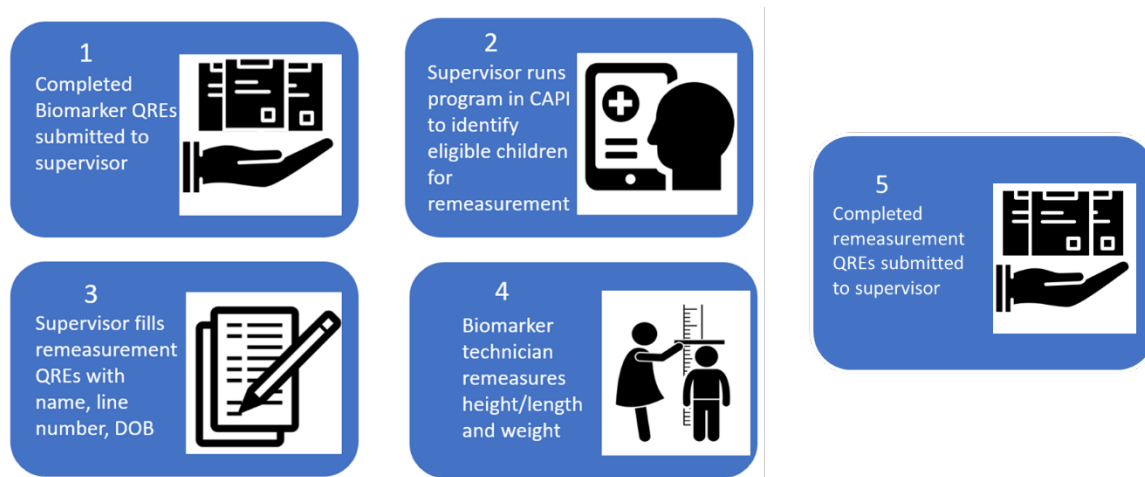 1
Completed
Biomarker QREs
submitted to
supervisor
2
Supervisor runs
program in CAPI
to identify
eligible children
for
remeasurement
3
Supervisor fills
remeasurement
QREs with
name, line
number, DOB
4
Biomarker
technician
remeasures
height/length
and weight
5
Completed
remeasurement
QREs submitted
to supervisor